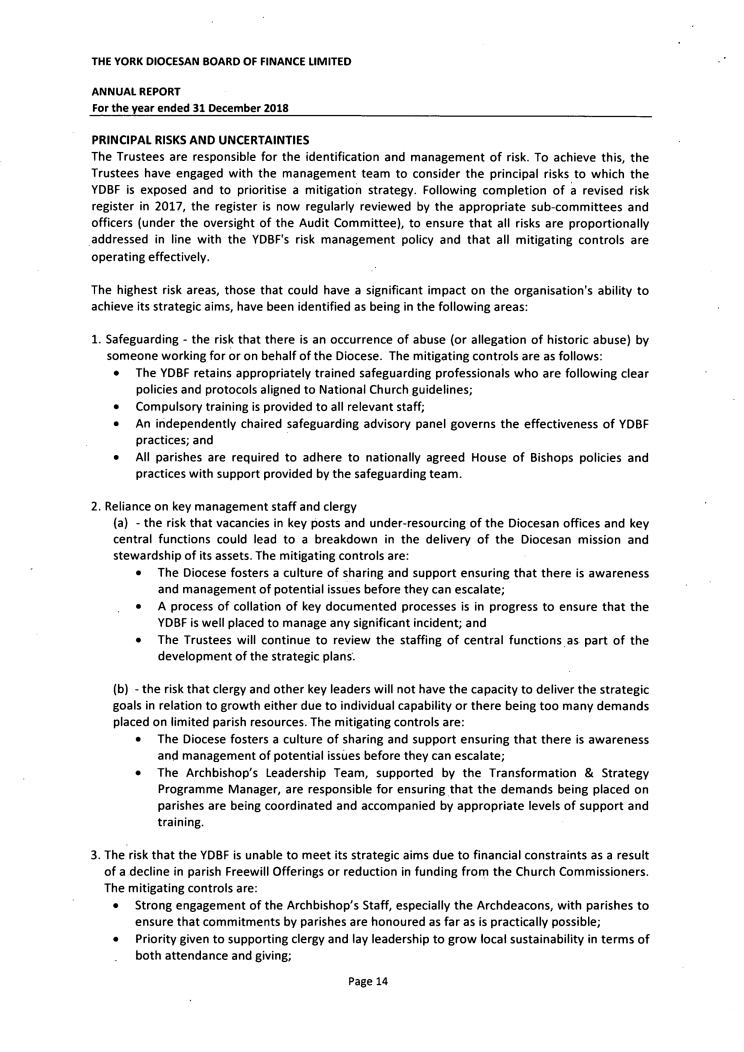 THE YORK DIOCESAN BOARD OF FINANCE LIMITED
ANNUAL REPORT
For the year ended 31 December 2018
PRINCIPAL RISKS AND UNCERTAINTIES
The Trustees are responsible for the identification and management of risk. To achieve this, the
Trustees have engaged with the management team to consider the principal risks to which the
YDBF is exposed and to prioritise a mitigation strategy. Following completion of a revised risk
register in 2017, the register is now regularly reviewed by the appropriate sub-committees and
officers (under the oversight of the Audit Committee), to ensure that all risks are proportionally
addressed in line with the YDBF's risk management policy and that all mitigating controls are
operating effectively.
The highest risk areas, those that could have a significant impact on the organisation's ability to
achieve its strategic aims, have been identified as being in the following areas:
1. Safeguarding - the risk that there is an occurrence of abuse (or allegation of historic abuse) by
someone working for or on behalf of the Diocese. The mitigating controls are as follows:
• The YDBF retains appropriately trained safeguarding professionals who are following clear
policies and protocols aligned to National Church guidelines;
• Compulsory training is provided to all relevant staff;
• An independently chaired safeguarding advisory panel governs the effectiveness of YDBF
practices; and
• All parishes are required to adhere to nationally agreed House of Bishops policies and
practices with support provided by the safeguarding team.
2. Reliance on key management staff and clergy
(a) - the risk that vacancies in key posts and under-resourcing of the Diocesan offices and key
central functions could lead to a breakdown in the delivery of the Diocesan mission and
stewardship of its assets. The mitigating controls are:
• The Diocese fosters a culture of sharing and support ensuring that there is awareness
and management of potential issues before they can escalate;
• A process of collation of key documented processes is in progress to ensure that the
YDBF is well placed to manage any significant incident; and
• The Trustees will continue to review the staffing of central functions as part of the
development of the strategic plans.
(b) - the risk that clergy and other key leaders will not have the capacity to deliver the strategic
goals in relation to growth either due to individual capability or there being too many demands
placed on limited parish resources. The mitigating controls are:
• The Diocese fosters a culture of sharing and support ensuring that there is awareness
and management of potential issues before they can escalate;
• The Archbishop's Leadership Team, supported by the Transformation & Strategy
Programme Manager, are responsible for ensuring that the demands being placed on
parishes are being coordinated and accompanied by appropriate levels of support and
training.
3. The risk that the YDBF is unable to meet its strategic aims due to financial constraints as a result
of a decline in parish Freewill Offerings or reduction in funding from the Church Commissioners.
The mitigating controls are:
• Strong engagement of the Archbishop's Staff, especially the Archdeacons, with parishes to
ensure that commitments by parishes are honoured as far as is practically possible;
• Priority given to supporting clergy and lay leadership to grow local sustainability in terms of
both attendance and giving;
Page 14